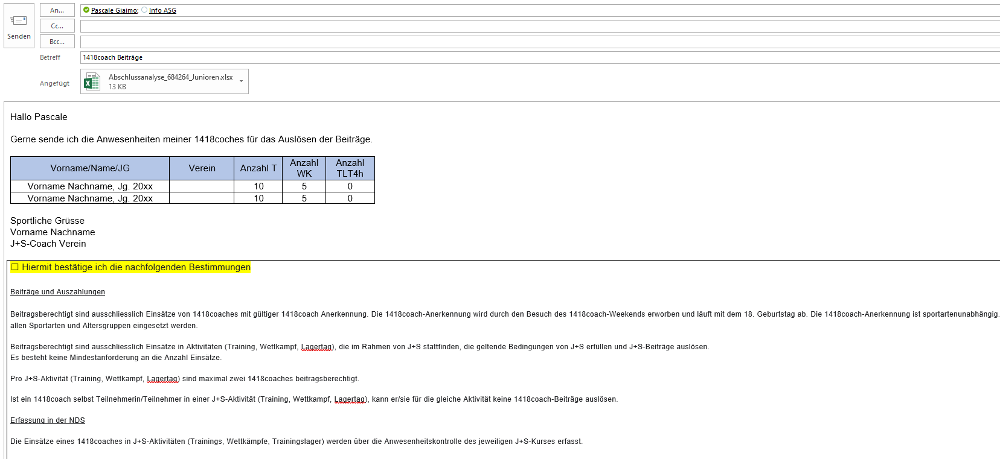 Senden
An...
Pascale Giaimo; Info ASG
Cc...
Bcc...
Betreff
1418coach Beiträge
Angefügt
Abschlussanalyse_684264_Junioren.xlsx
13 KB
Hallo Pascale
Gerne sende ich die Anwesenheiten meiner 1418coches für das Auslösen der Beiträge.
Vorname/Name/JG Verein Anzahl T Anzahl WK Anzahl TLT4h
Vorname Nachname, Jg. 20xx 10 5 0
Vorname Nachname, Jg. 20xx 10 5 0
Sportliche Grüsse
Vorname Nachname
J+S-Coach Verein
☐ Hiermit bestätige ich die nachfolgenden Bestimmungen
Beiträge und Auszahlungen
Beitragsberechtigt sind ausschliesslich Einsätze von 1418coaches mit gültiger 1418coach Anerkennung. Die 1418coach-Anerkennung wird durch den Besuch des 1418coach-Weekends erworben und läuft mit dem 18. Geburtstag ab. Die 1418coach-Anerkennung ist sportartenunabhängig.
allen Sportarten und Altersgruppen eingesetzt werden.
Beitragsberechtigt sind ausschliesslich Einsätze in Aktivitäten (Training, Wettkampf, Lagertag), die im Rahmen von J+S stattfinden, die geltende Bedingungen von J+S erfüllen und J+S-Beiträge auslösen.
Es besteht keine Mindestanforderung an die Anzahl Einsätze.
Pro J+S-Aktivität (Training, Wettkampf, Lagertag) sind maximal zwei 1418coaches beitragsberechtigt.
Ist ein 1418coach selbst Teilnehmerin/Teilnehmer in einer J+S-Aktivität (Training, Wettkampf, Lagertag), kann er/sie für die gleiche Aktivität keine 1418coach-Beiträge auslösen.
Erfassung in der NDS
Die Einsätze eines 1418coaches in J+S-Aktivitäten (Trainings, Wettkämpfe, Trainingslager) werden über die Anwesenheitskontrolle des jeweiligen J+S-Kurses erfasst.